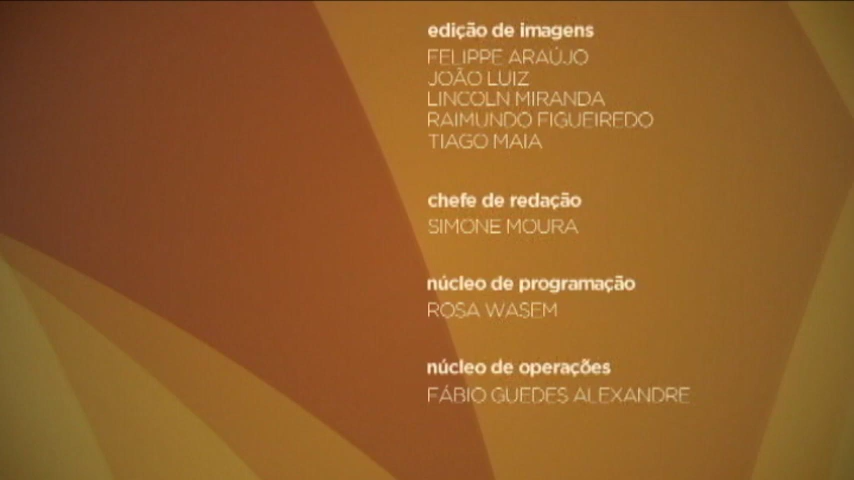 edição de imagens
FELIPPE ARAÚJO
JOÃO LUIZ
LINCOLN MIRANDA
RAIMUNDO FIGUEIREDO
TIAGO MAIA
chefe de redação
SIMONE MOURA
núcleo de programação
ROSA WASEM
núcleo de operações
FÁBIO GUEDES ALEXANDRE